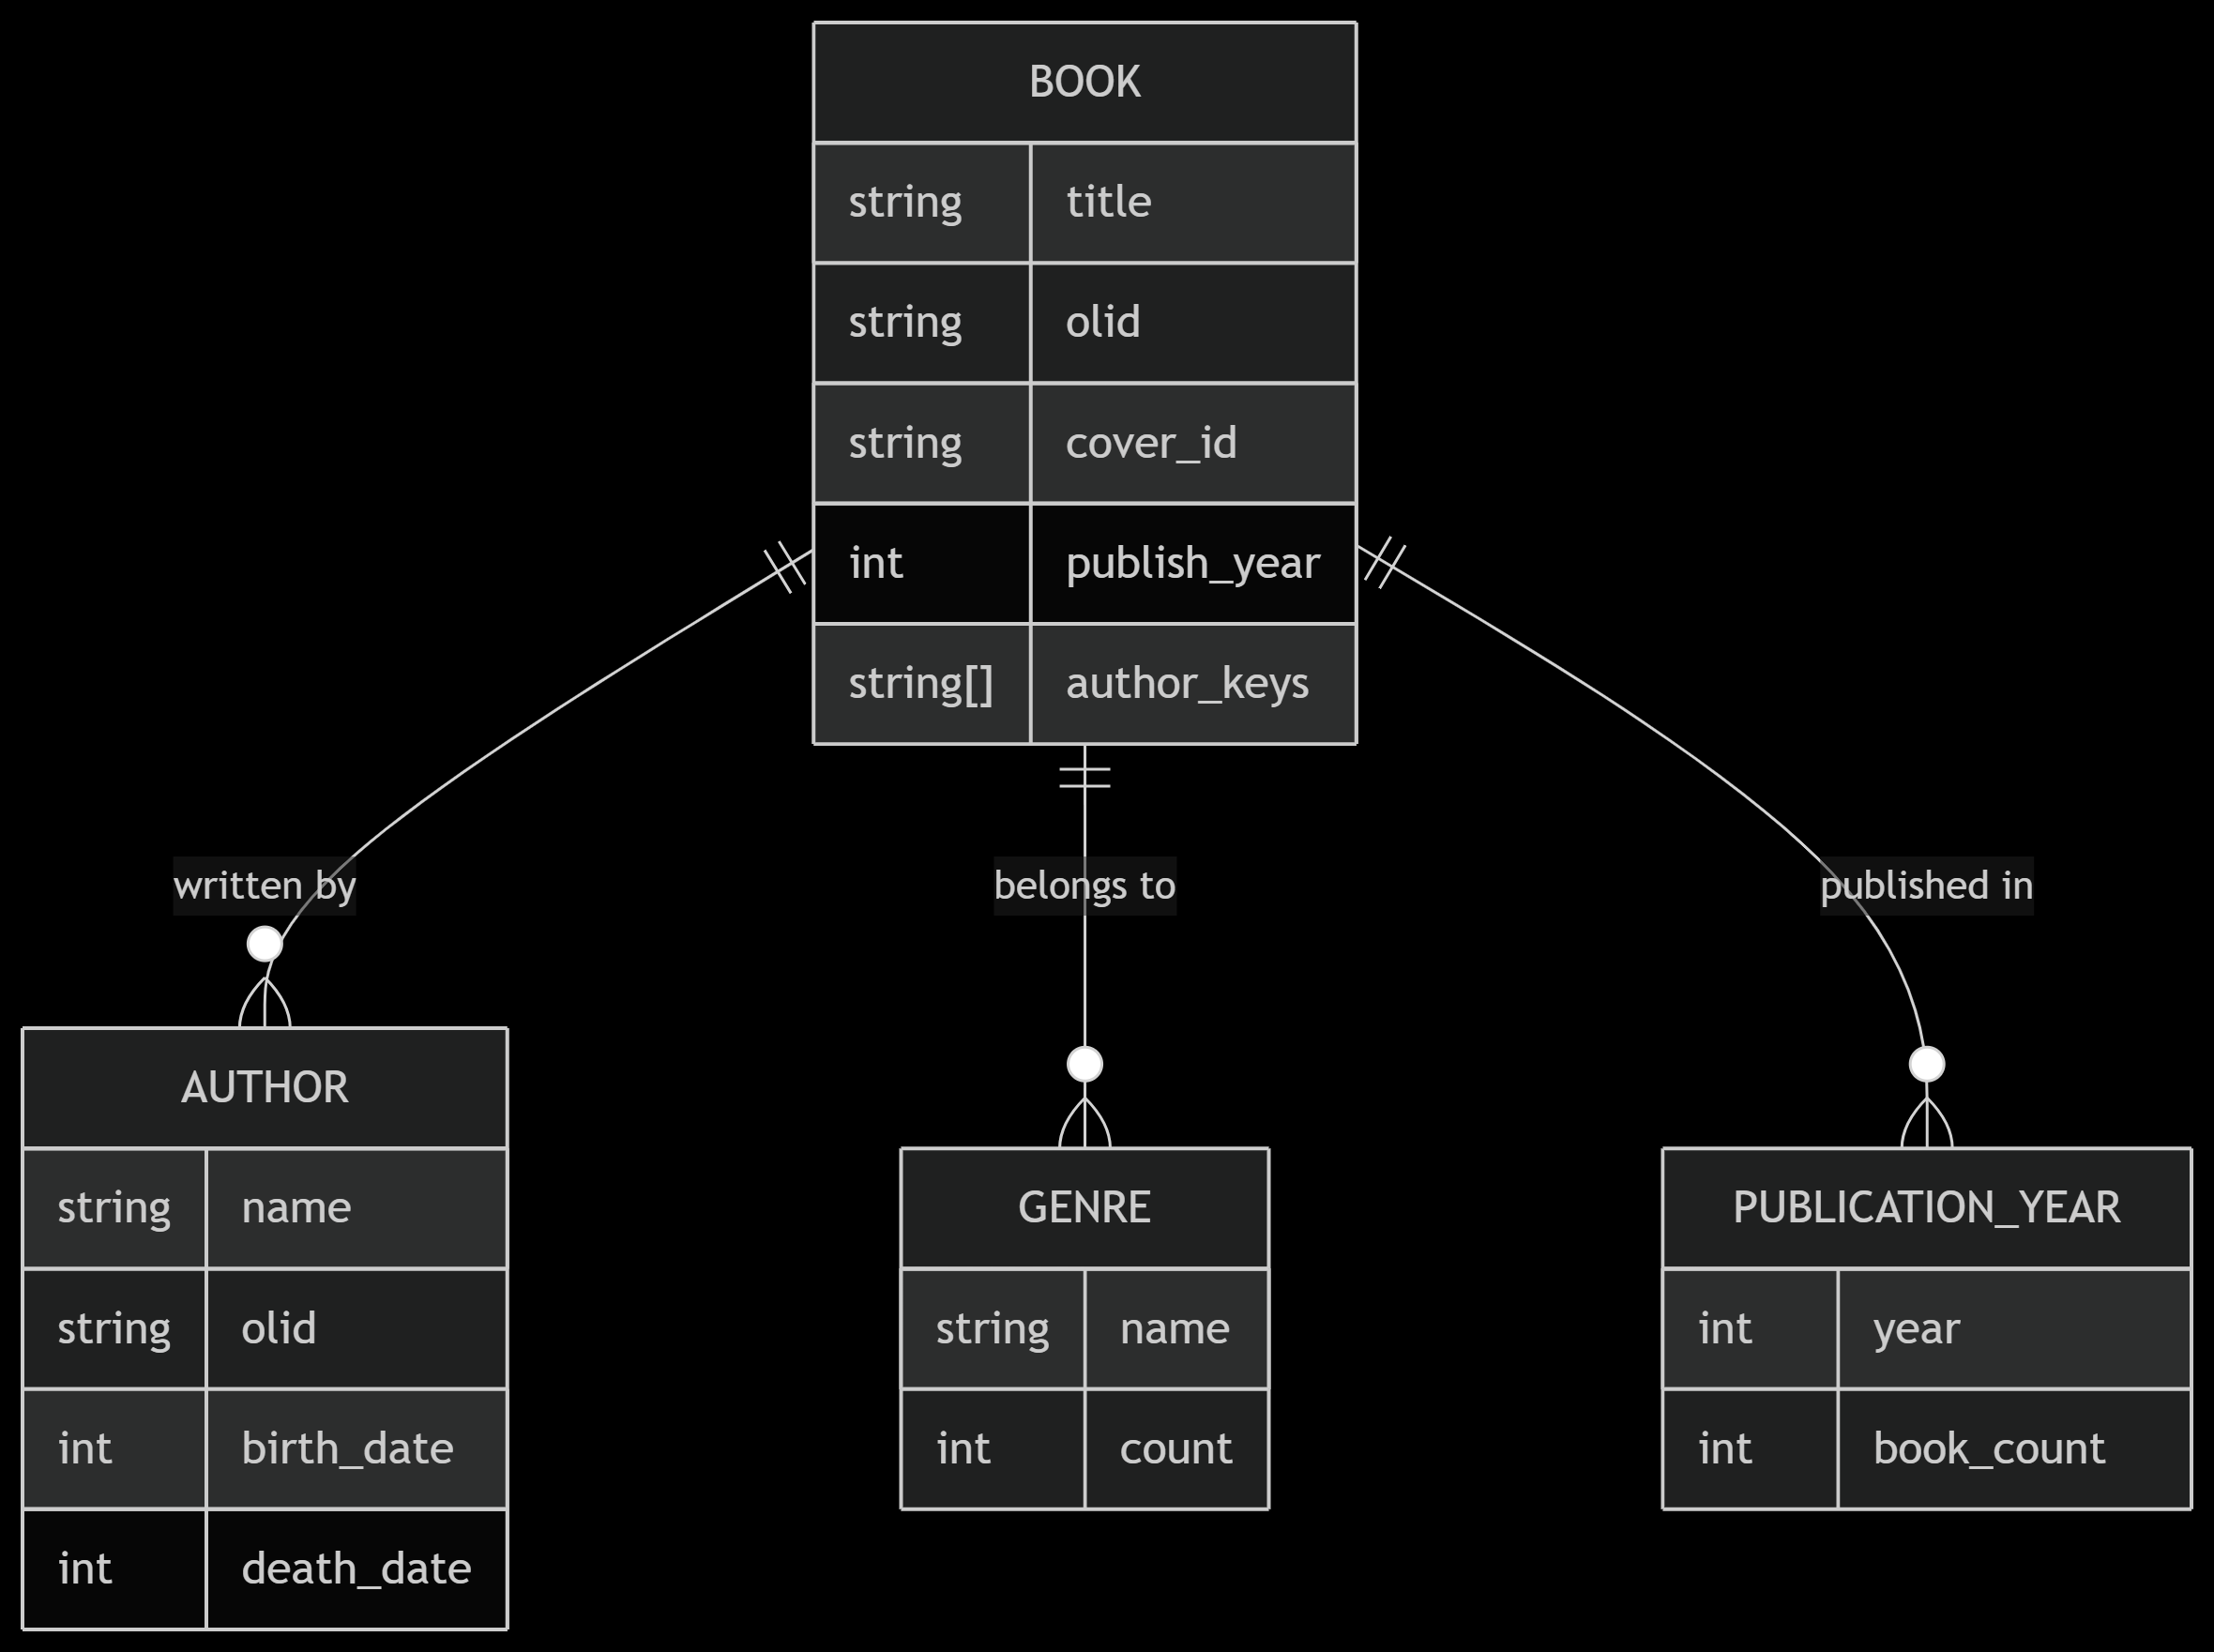 BOOK
string title
string olid
string cover_id
int publish_year
string[] author_keys
written by
belongs to
published in
AUTHOR
string name
string olid
int birth_date
int death_date
GENRE
string name
int count
PUBLICATION_YEAR
int year
int book_count